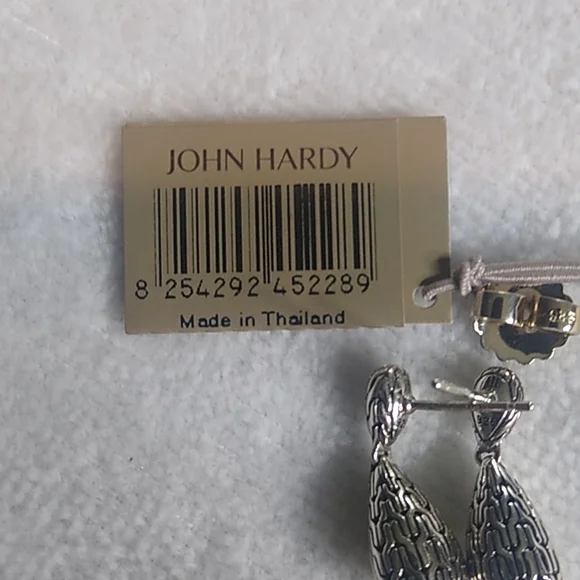 JOHN HARDY
8 254292 452289
Made in Thailand